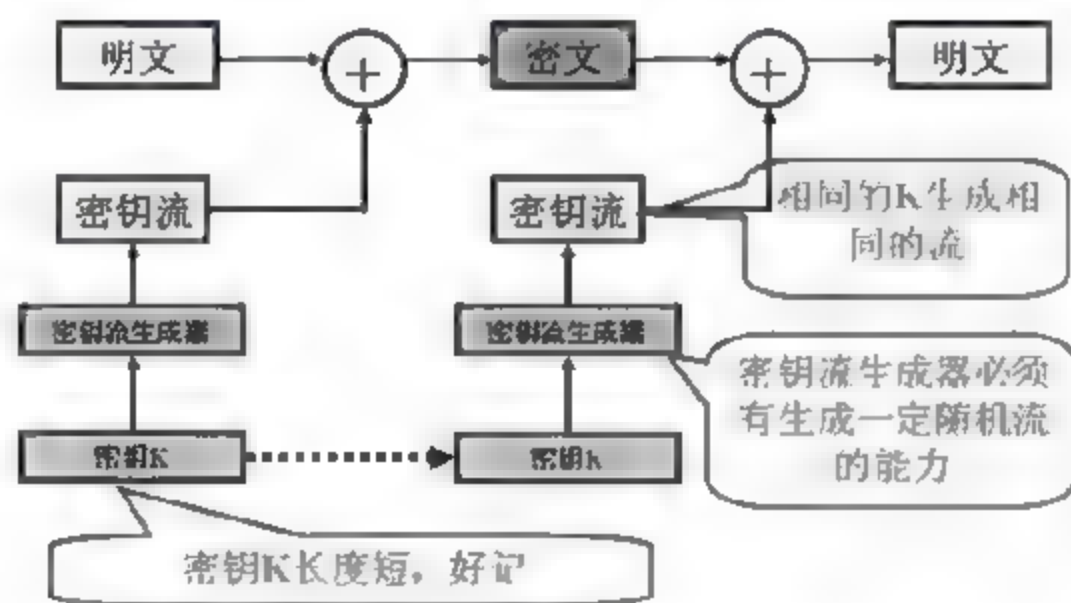 明文
+
密文
+
明文
密钥流
密钥流
相同的K生成相
同的流
密钥流生成器
密钥流生成器
密钥流生成器必须
有生成一定随机流
的能力
密钥K
密钥K
密钥K长度短，好记